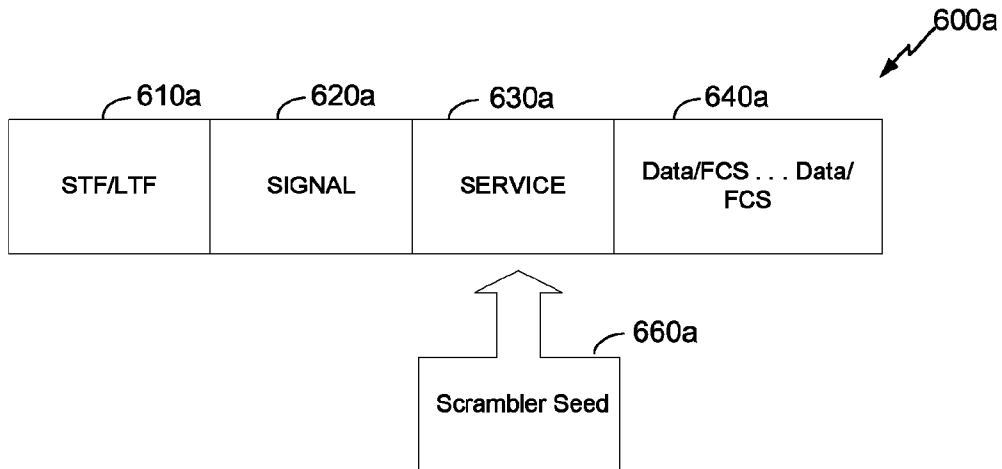 600a
610a
620a
630a
640a
STF/LTF
SIGNAL
SERVICE
Data/FCS . . . Data/
FCS
660a
Scrambler Seed